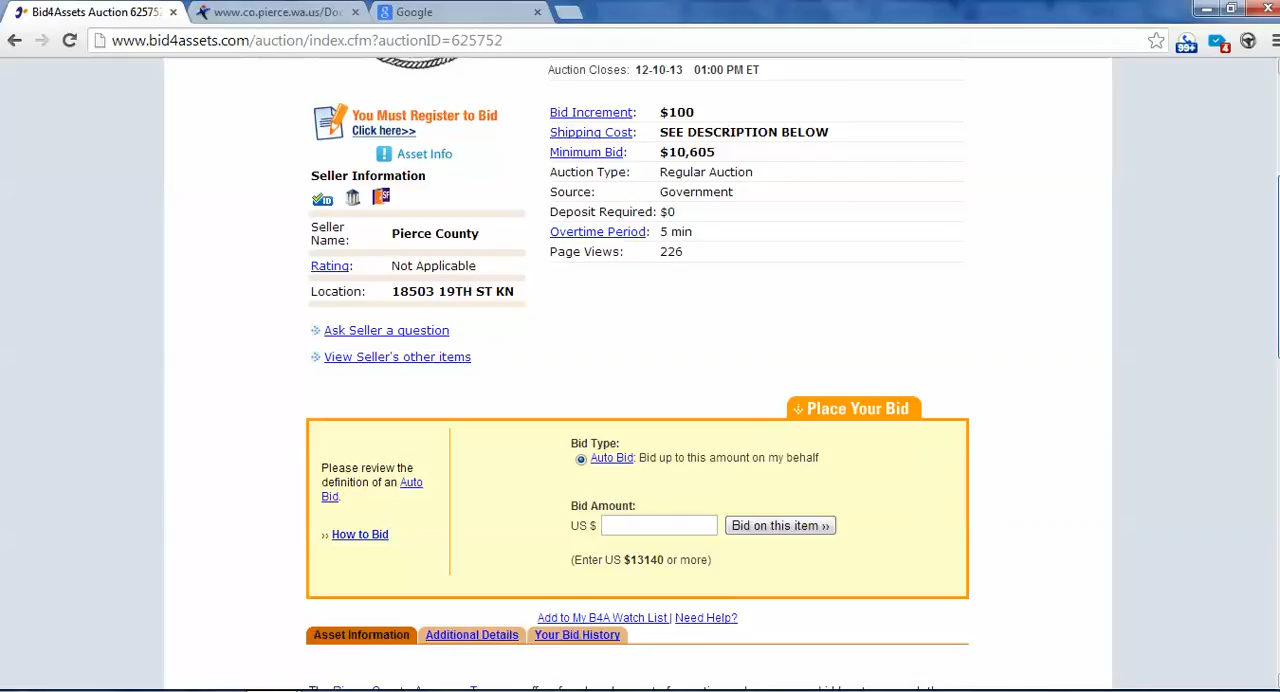 Bid4Assets Auction 62575
www.co.pierce.wa.us/Doc
Google
www.bid4assets.com/auction/index.cfm?auctionID=625752
99+
4
Auction Closes: 12-10-13 01:00 PM ET
You Must Register to Bid
Click here>>
Asset Info
Seller Information
ID
Seller Name: Pierce County
Rating: Not Applicable
Location: 18503 19TH ST KN
Ask Seller a question
View Seller's other items
Bid Increment: $100
Shipping Cost: SEE DESCRIPTION BELOW
Minimum Bid: $10,605
Auction Type: Regular Auction
Source: Government
Deposit Required: $0
Overtime Period: 5 min
Page Views: 226
Place Your Bid
Please review the
definition of an Auto
Bid.
›› How to Bid
Bid Type:
Auto Bid: Bid up to this amount on my behalf
Bid Amount:
US $ Bid on this item ››
(Enter US $13140 or more)
Add to My B4A Watch List | Need Help?
Asset Information Additional Details Your Bid History